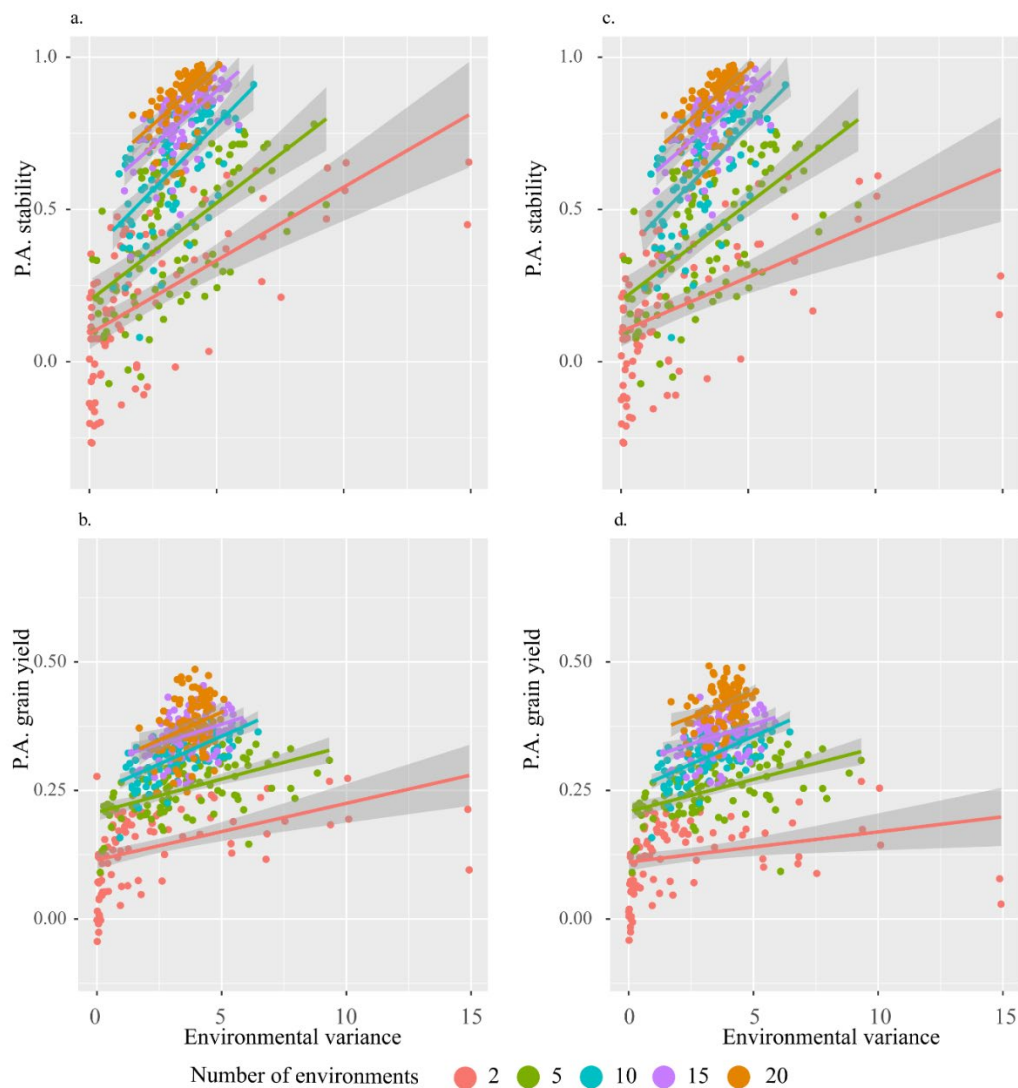 a.
c.
1.0
1.0
P.A. stability
P.A. stability
0.5
0.5
0.0
0.0
b.
d.
P.A. grain yield
P.A. grain yield
0.50
0.50
0.25
0.25
0.00
0.00
0 5 10 15
0 5 10 15
Environmental variance
Environmental variance
Number of environments 2 5 10 15 20